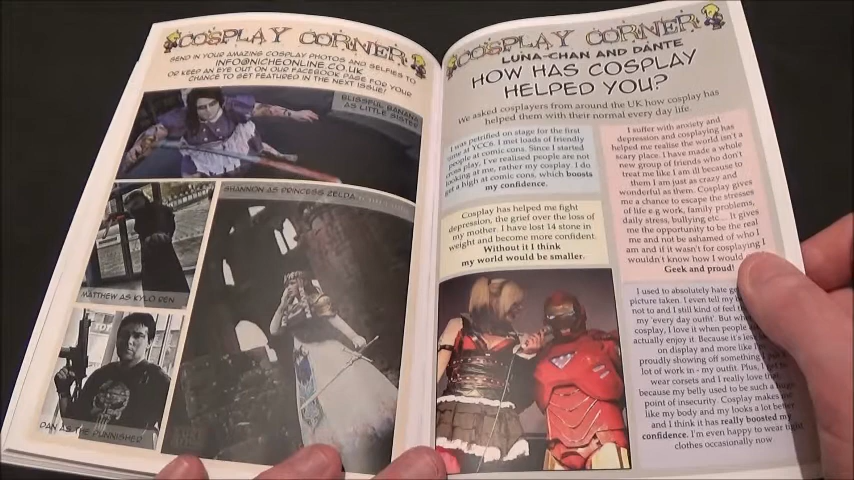 COSPLAY CORNER
SEND IN YOUR AMAZING COSPLAY PHOTOS AND SELFIES TO
INFO@NICHEONLINE.CO.UK
OR KEEP AN EYE OUT ON OUR FACEBOOK PAGE FOR YOUR
CHANCE TO GET FEATURED IN THE NEXT ISSUE!
BLISSFUL BANANA
AS LITTLE SISTER
SHANNON AS PRINCESS ZELDA
MATTHEW AS KYLO REN
DAN AS THE PUNNISHER
COSPLAY CORNER
LUNA-CHAN AND DANTE
HOW HAS COSPLAY
HELPED YOU?
We asked cosplayers from around the UK how cosplay has
helped them with their normal every day life.
I was petrified on stage for the first
time at YCC6. I met loads of friendly
people at comic cons. Since I started
cross play, I've realised people are not
looking at me, rather my cosplay. I do
get a high at comic cons, which boosts
my confidence.
Cosplay has helped me fight
depression, the grief over the loss of
my mother. I have lost 14 stone in
weight and become more confident.
Without it I think
my world would be smaller.
I suffer with anxiety and
depression and cosplaying has
helped me realise the world isn't a
scary place. I have made a whole
new group of friends who don't
think I am ill because to
them I am just as crazy and
wonderful as them. Cosplay gives
me a chance to escape the stresses
of life e.g work, family problems,
daily stress, bullying etc... It gives
me the opportunity to be the real
me and not be ashamed of who I
am and if it wasn't for cosplaying I
wouldn't know how I would
Geek and proud!
I used to absolutely hate
picture taken. I even tell my
not to and I still kind of feel
my 'every day outfit'. But
cosplay, I love it when people
actually enjoy it. Because it's less
on display and more like
proudly showing off something
lot of work in - my outfit. Plus, I
wear corsets and I really love that
because my belly used to be such a
point of insecurity. Cosplay makes
like my body and my looks a lot
and I think it has really boosted my
confidence. I'm even happy to wear tight
clothes occasionally now